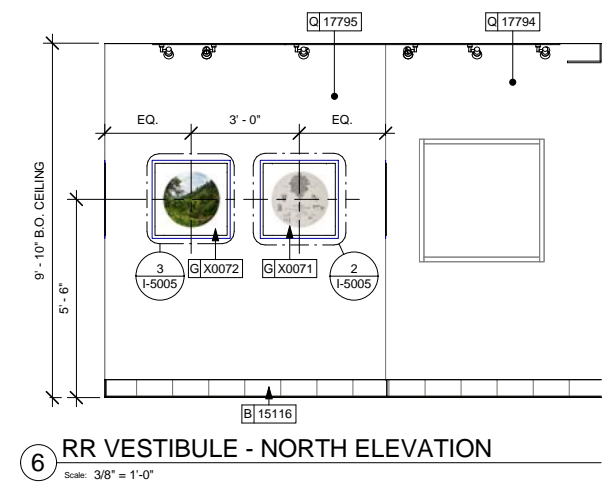 Q 17795
Q 17794
EQ.
3' - 0"
EQ.
9' - 10" B.O. CEILING
5' - 6"
3
I-5005
G X0072
G X0071
2
I-5005
B 15116
6 RR VESTIBULE - NORTH ELEVATION
Scale: 3/8" = 1'-0"